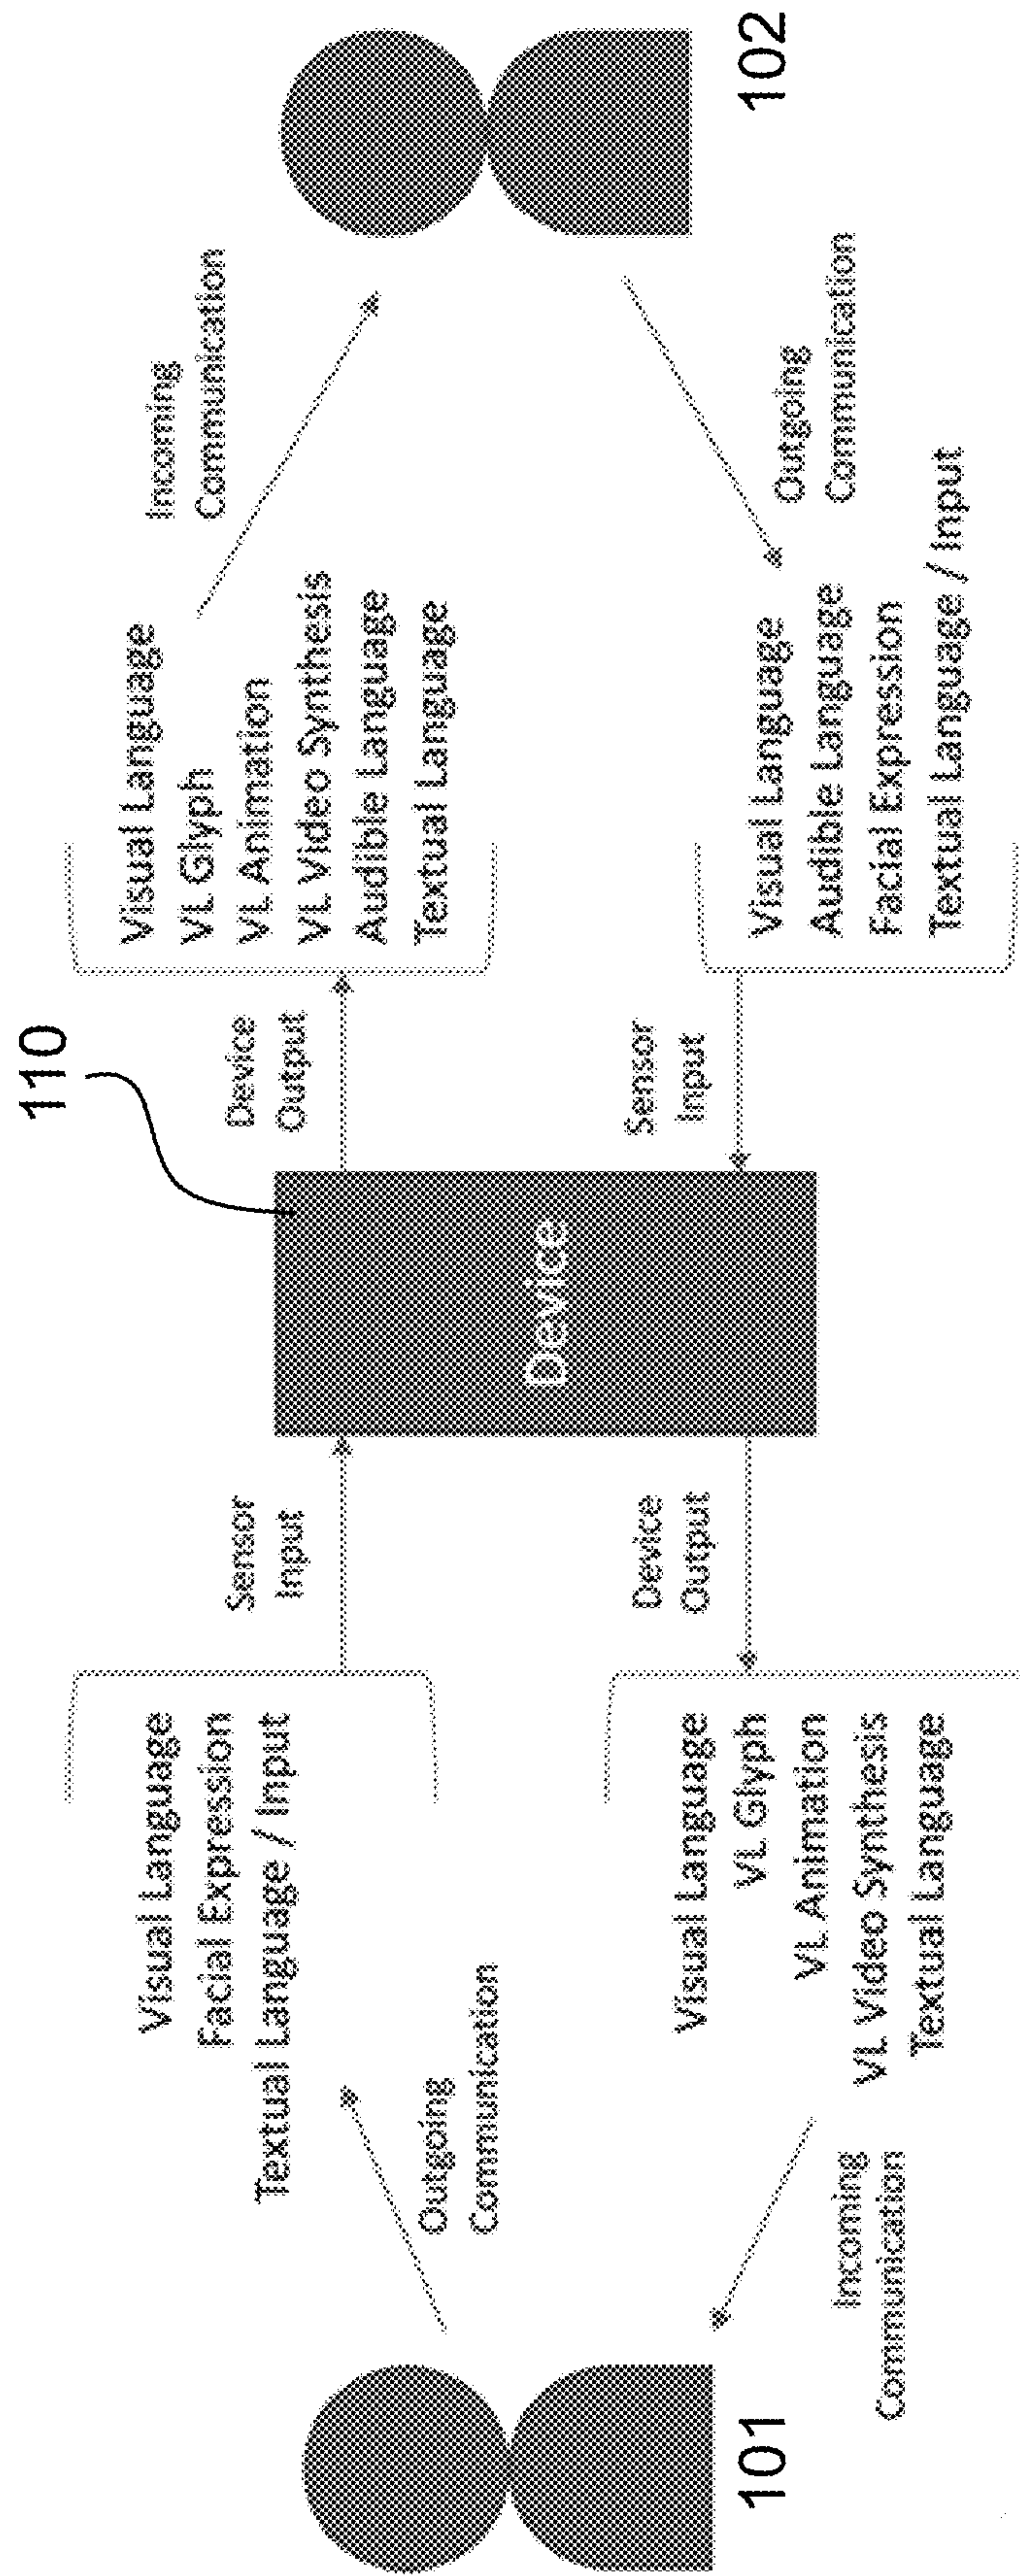 110
Visual Language
Facial Expression
Textual Language / Input
Outgoing
Communication
Sensor
Input
Device
Device
Output
Visual Language
VL Glyph
VL Animation
VL Video Synthesis
Audible Language
Textual Language
Incoming
Communication
102
Outgoing
Communication
Visual Language
Audible Language
Facial Expression
Textual Language / Input
Sensor
Input
Device
Output
Visual Language
VL Glyph
VL Animation
VL Video Synthesis
Textual Language
Incoming
Communication
101